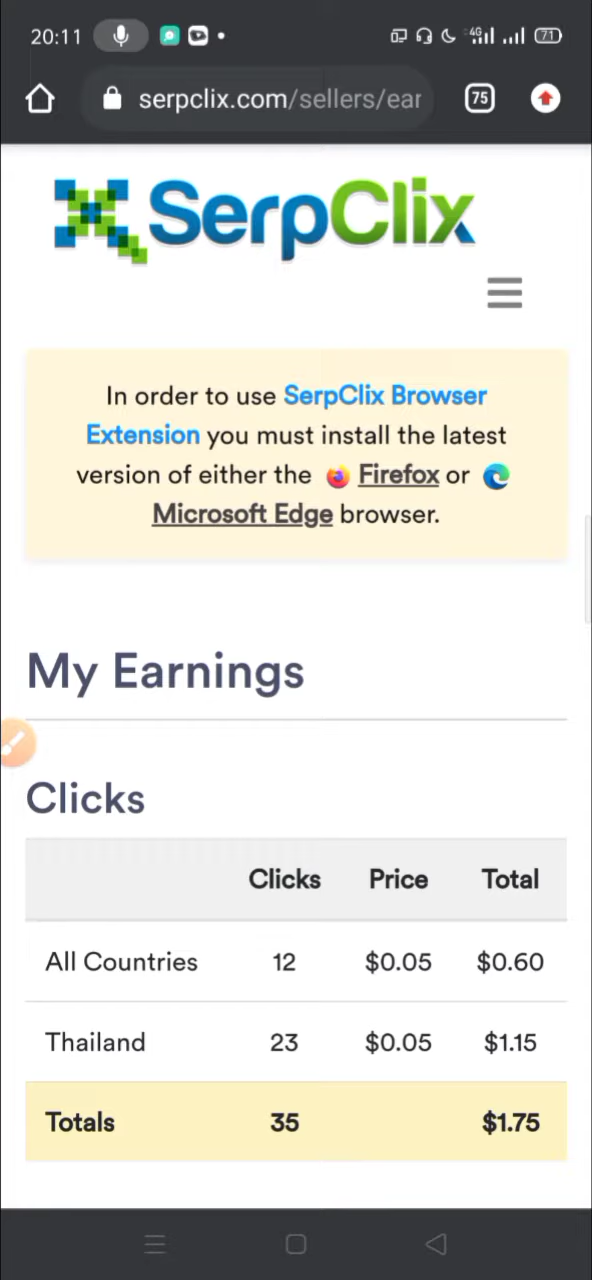 20:11
4G
71
serpclix.com/sellers/ear
75
SerpClix
In order to use SerpClix Browser
Extension you must install the latest
version of either the Firefox or
Microsoft Edge browser.
My Earnings
Clicks
Clicks Price Total
All Countries 12 $0.05 $0.60
Thailand 23 $0.05 $1.15
Totals 35 $1.75